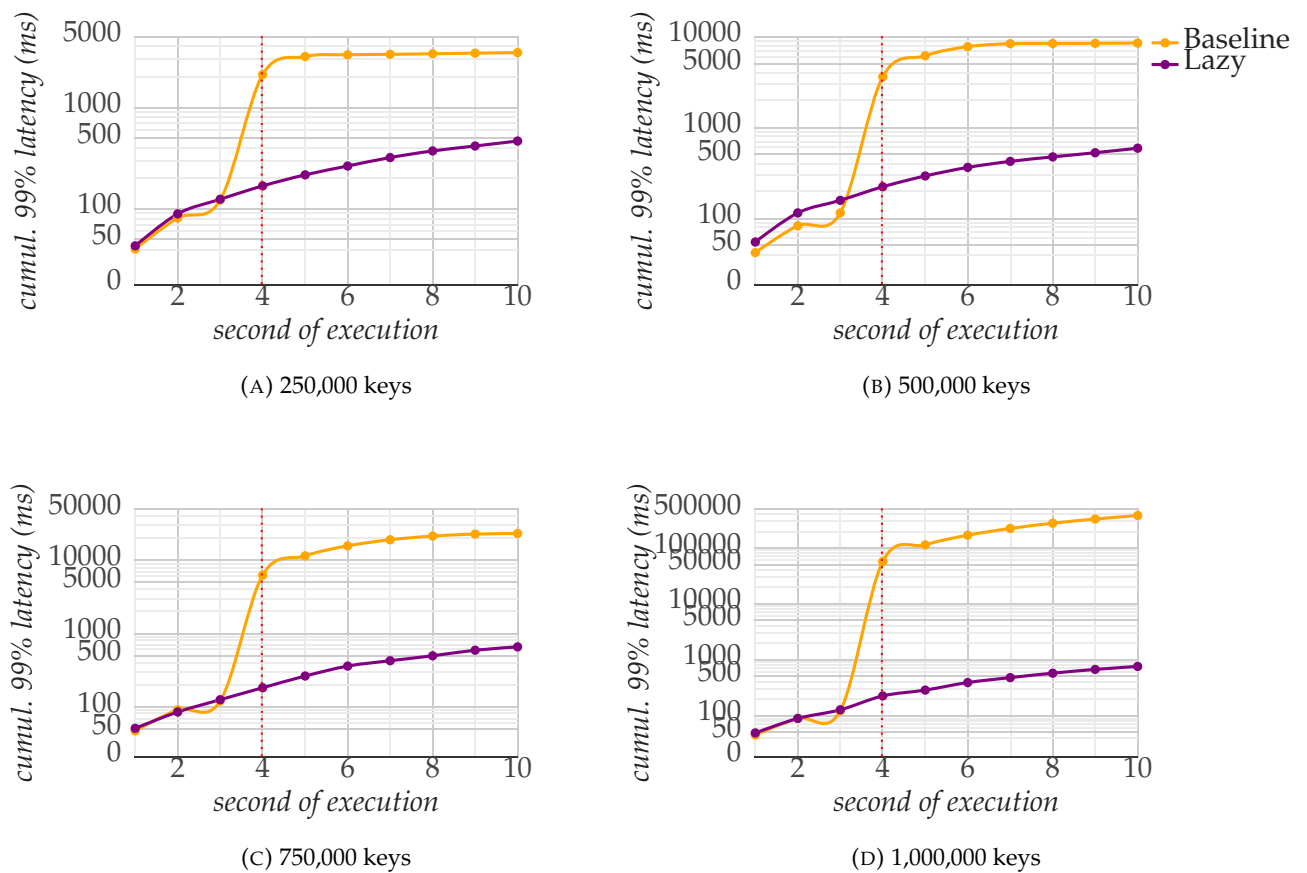 cumul. 99% latency (ms)
5000
1000
500
100
50
0
2 4 6 8 10
second of execution
(A) 250,000 keys
cumul. 99% latency (ms)
10000
5000
1000
500
100
50
0
2 4 6 8 10
second of execution
Baseline
Lazy
(B) 500,000 keys
cumul. 99% latency (ms)
50000
10000
5000
1000
500
100
50
0
2 4 6 8 10
second of execution
(C) 750,000 keys
cumul. 99% latency (ms)
500000
100000
50000
10000
5000
1000
500
100
50
0
2 4 6 8 10
second of execution
(D) 1,000,000 keys